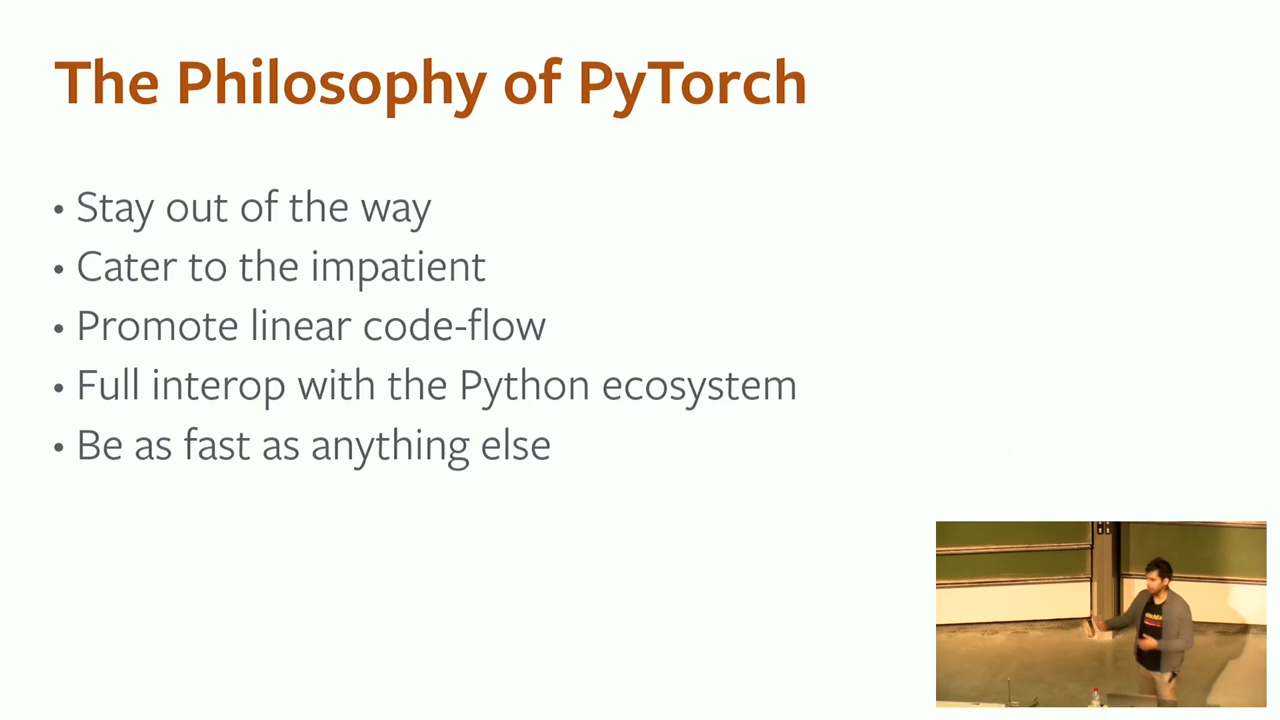 The Philosophy of PyTorch
• Stay out of the way
• Cater to the impatient
• Promote linear code-flow
• Full interop with the Python ecosystem
• Be as fast as anything else